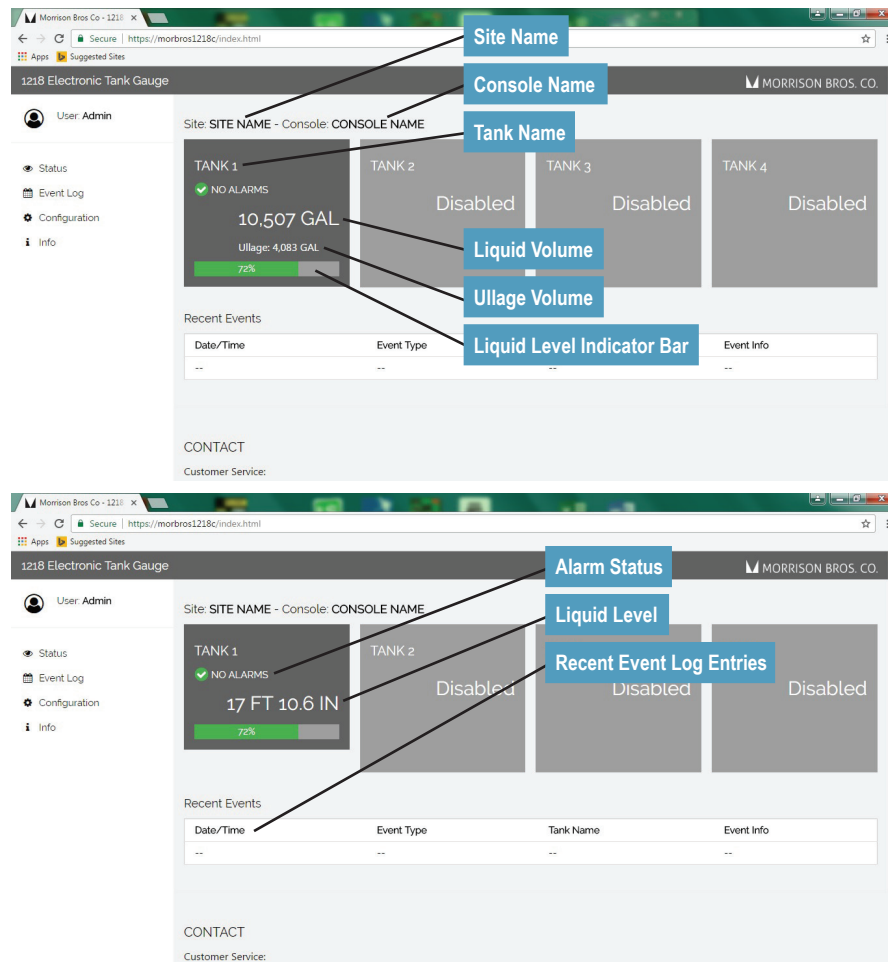 Morrison Bros Co - 1218
Secure | https://morbros1218c/index.html
Apps Suggested Sites
Site Name
1218 Electronic Tank Gauge
MORRISON BROS. CO.
Console Name
User: Admin
Site: SITE NAME - Console: CONSOLE NAME
Tank Name
Status
Event Log
Configuration
Info
TANK 1
NO ALARMS
10,507 GAL
Ullage: 4,083 GAL
72%
TANK 2
Disabled
TANK 3
Disabled
TANK 4
Disabled
Liquid Volume
Ullage Volume
Liquid Level Indicator Bar
Recent Events
Date/Time Event Type Event Info
-- -- -- --
CONTACT
Customer Service:
Morrison Bros Co - 1218
Secure | https://morbros1218c/index.html
Apps Suggested Sites
1218 Electronic Tank Gauge
Alarm Status
MORRISON BROS. CO.
User: Admin
Site: SITE NAME - Console: CONSOLE NAME
Liquid Level
Status
Event Log
Configuration
Info
TANK 1
NO ALARMS
17 FT 10.6 IN
72%
TANK 2
Disabled
Recent Event Log Entries
Disabled
Disabled
Recent Events
Date/Time Event Type Tank Name Event Info
-- -- -- --
CONTACT
Customer Service: